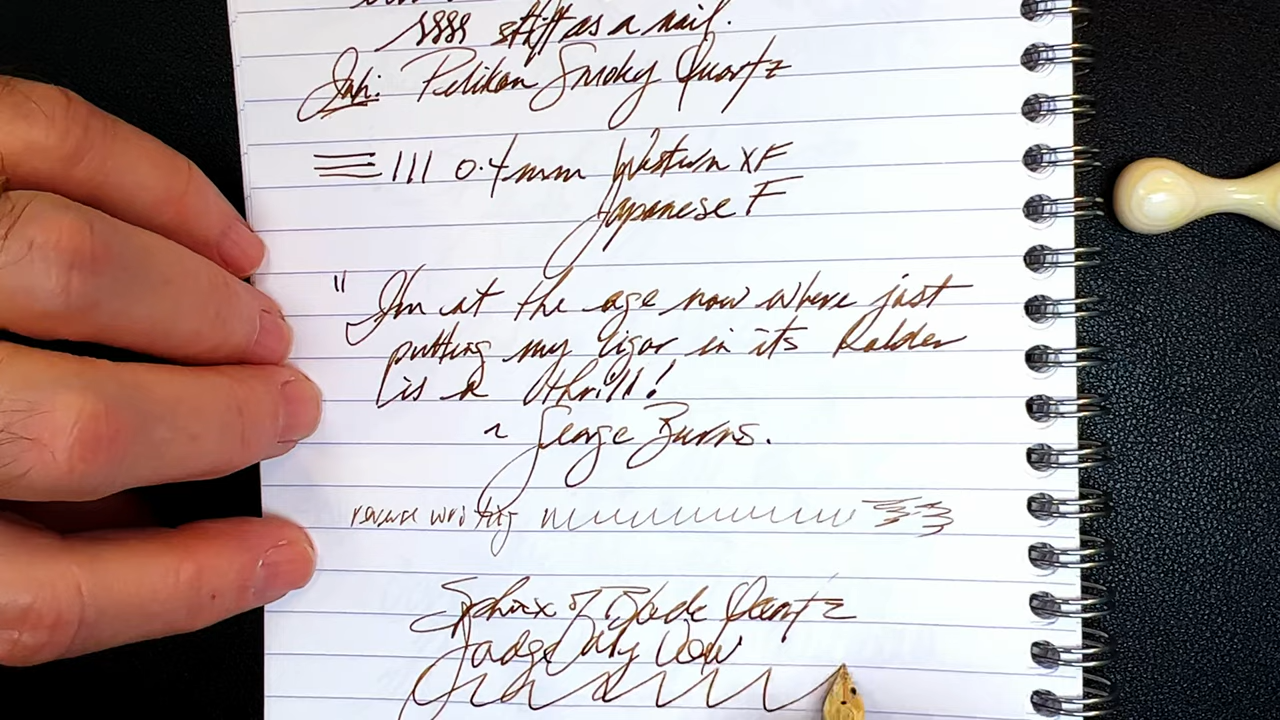 stiff as a nail.
Ink: Pelikan Smoky Quartz
0.4mm Western XF
Japanese F
"I'm at the age now where just
putting my cigar in its holder
is a thrill!
~ George Burns.
reverse writing
Sphinx of Black Quartz
Judge My Vow